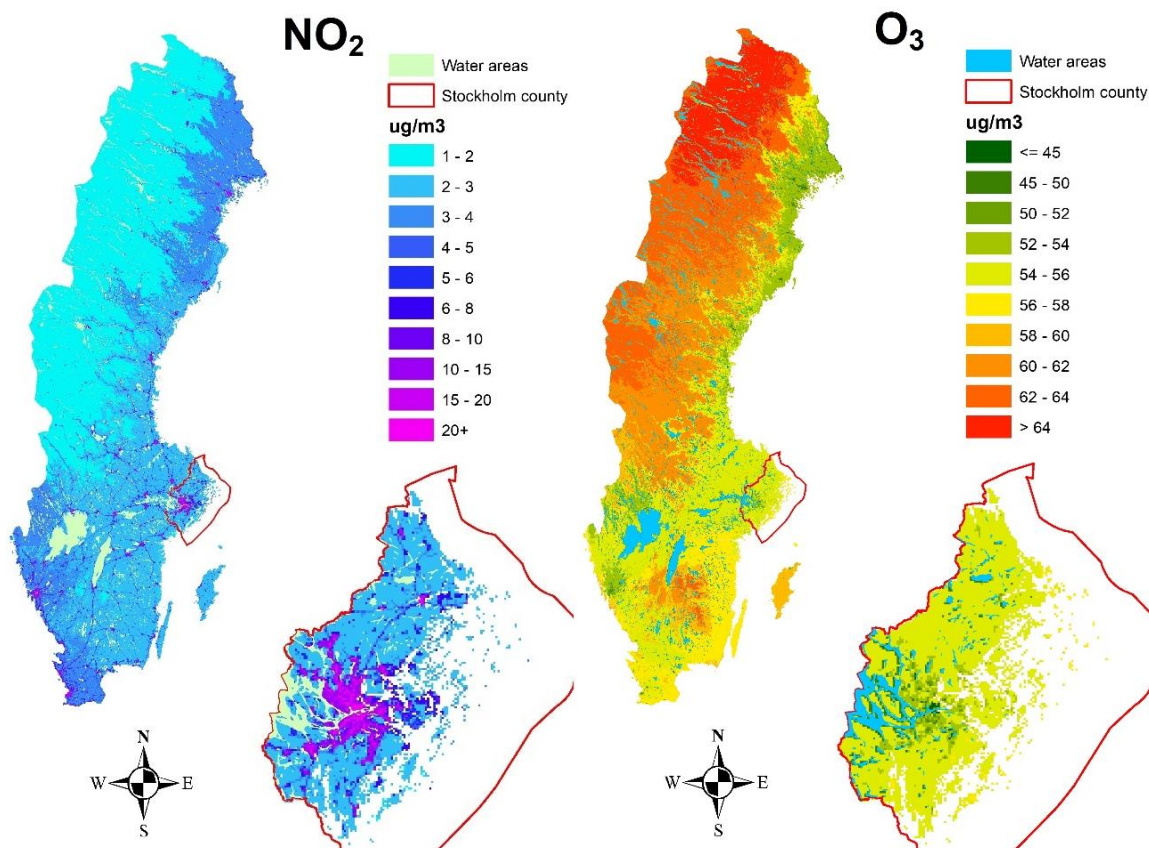 NO₂
Water areas
Stockholm county
ug/m3
1 - 2
2 - 3
3 - 4
4 - 5
5 - 6
6 - 8
8 - 10
10 - 15
15 - 20
20+
N
W E
S
O₃
Water areas
Stockholm county
ug/m3
<= 45
45 - 50
50 - 52
52 - 54
54 - 56
56 - 58
58 - 60
60 - 62
62 - 64
> 64
N
W E
S